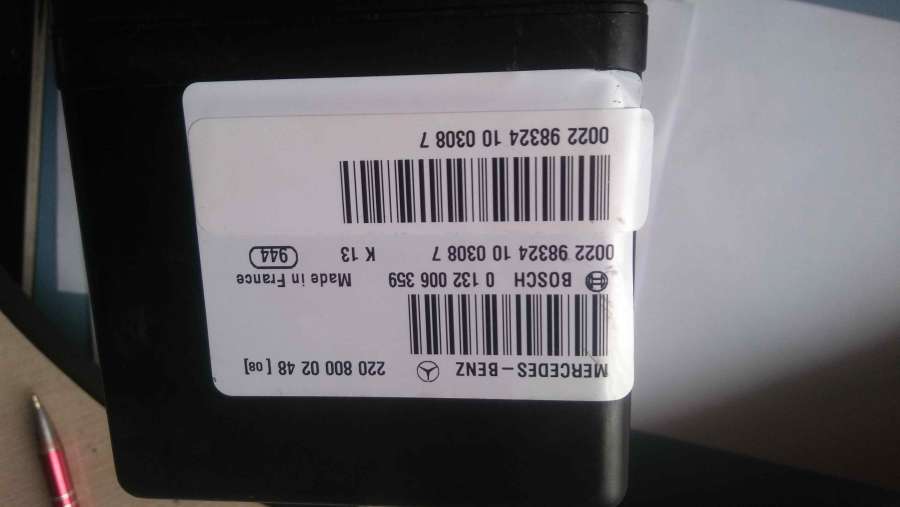 MERCEDES-BENZ 220 800 02 48 [08]
BOSCH 0 132 006 359 Made in France
0022 98324 10 0308 7 K 13 944
0022 98324 10 0308 7